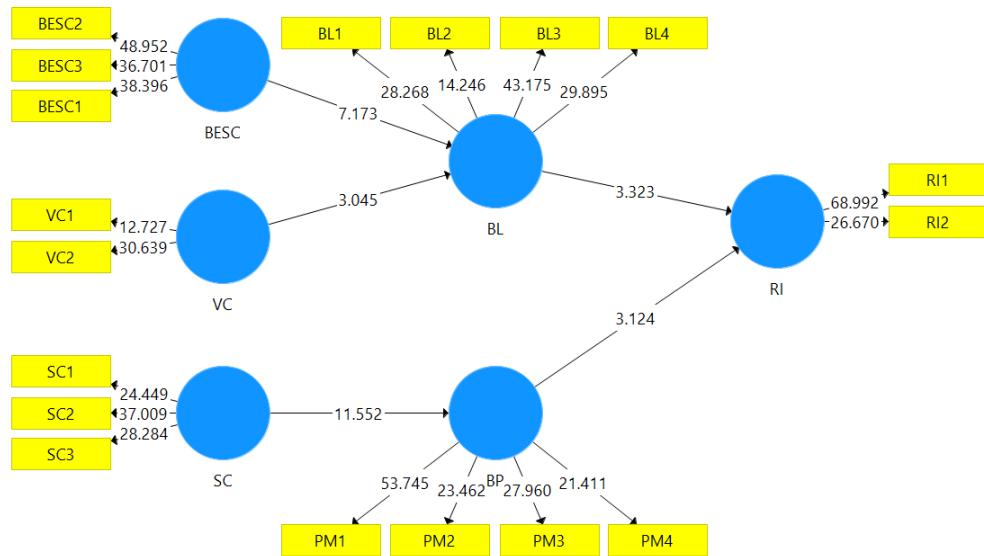 BESC2
BESC3
BESC1
48.952
36.701
38.396
BESC
BL1
BL2
BL3
BL4
28.268
14.246
43.175
29.895
7.173
BL
VC1
VC2
12.727
30.639
VC
3.045
3.323
RI1
RI2
68.992
26.670
RI
3.124
SC1
SC2
SC3
24.449
37.009
28.284
SC
11.552
BP
53.745
23.462
27.960
21.411
PM1
PM2
PM3
PM4